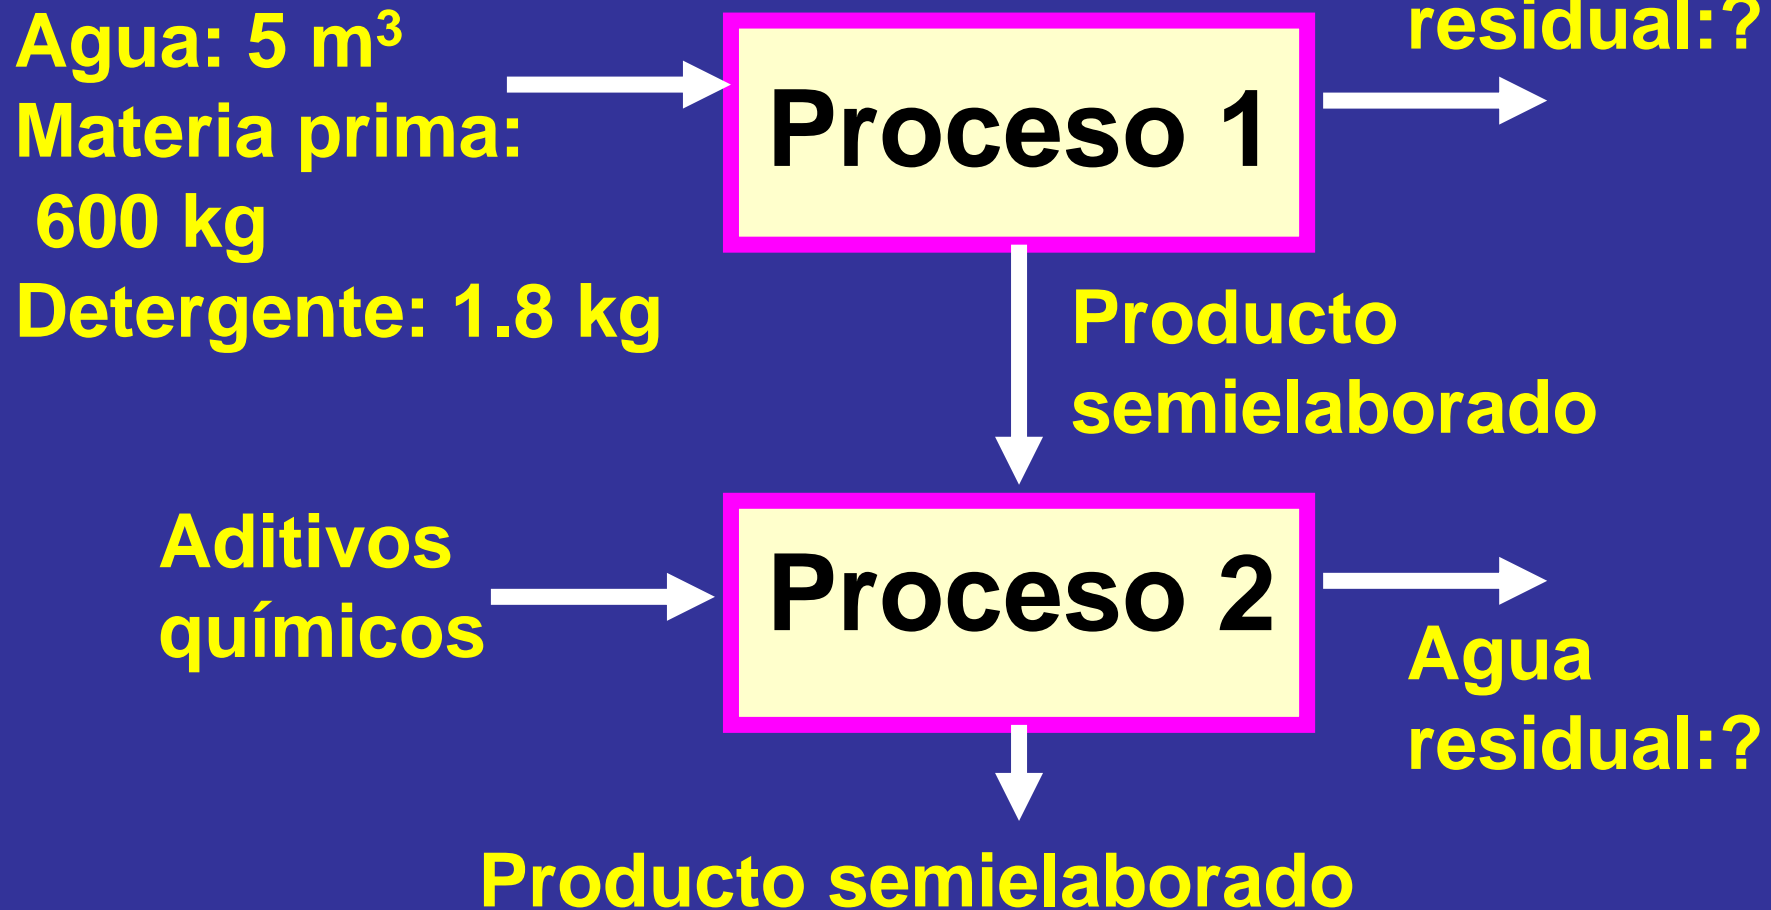 Agua: 5 m³
Materia prima:
600 kg
Detergente: 1.8 kg
Proceso 1
residual:?
Producto
semielaborado
Aditivos
químicos
Proceso 2
Agua
residual:?
Producto semielaborado